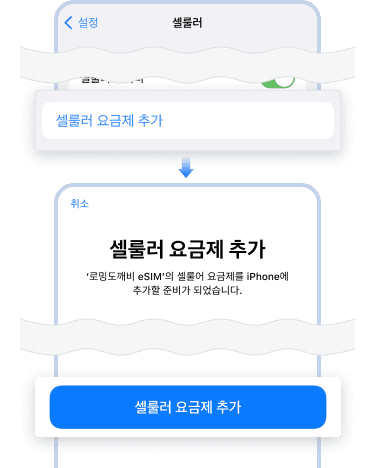 설정
셀룰러
셀룰러 요금제 추가
취소
셀룰러 요금제 추가
‘로밍도깨비 eSIM’의 셀룰어 요금제를 iPhone에
추가할 준비가 되었습니다.
셀룰러 요금제 추가